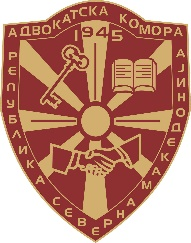 АДВОКАТСКА КОМОРА
1945
РЕПУБЛИКА СЕВЕРНА МАКЕДОНИЈА